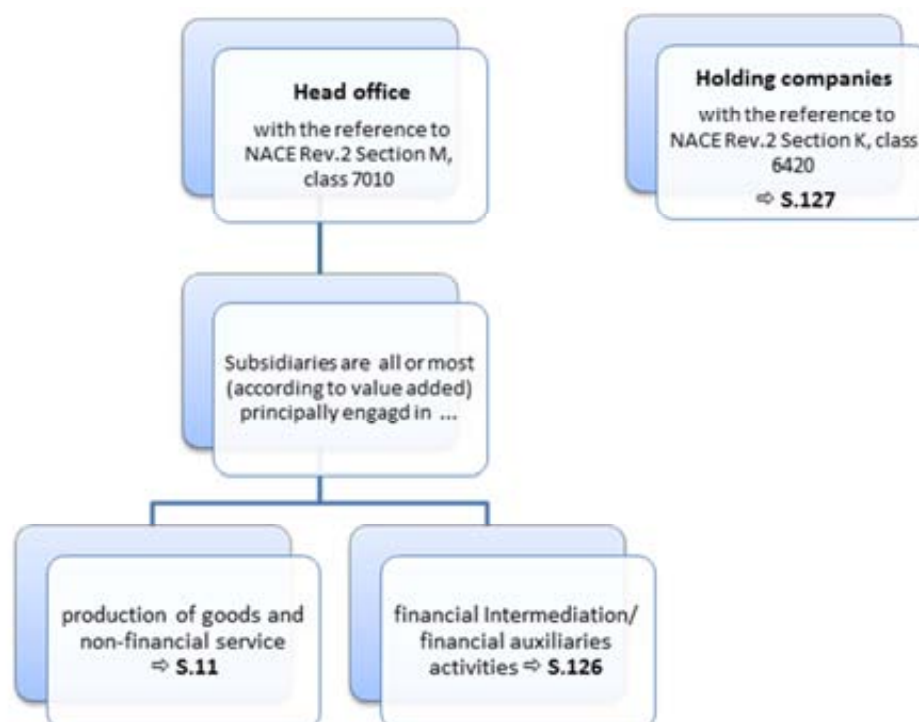 Head office
with the reference to
NACE Rev.2 Section M,
class 7010
Holding companies
with the reference to
NACE Rev.2 Section K, class
6420
⇨ S.127
Subsidiaries are all or most
(according to value added)
principally engagd in ...
production of goods and
non-financial service
⇨ S.11
financial Intermediation/
financial auxiliaries
activities ⇨ S.126